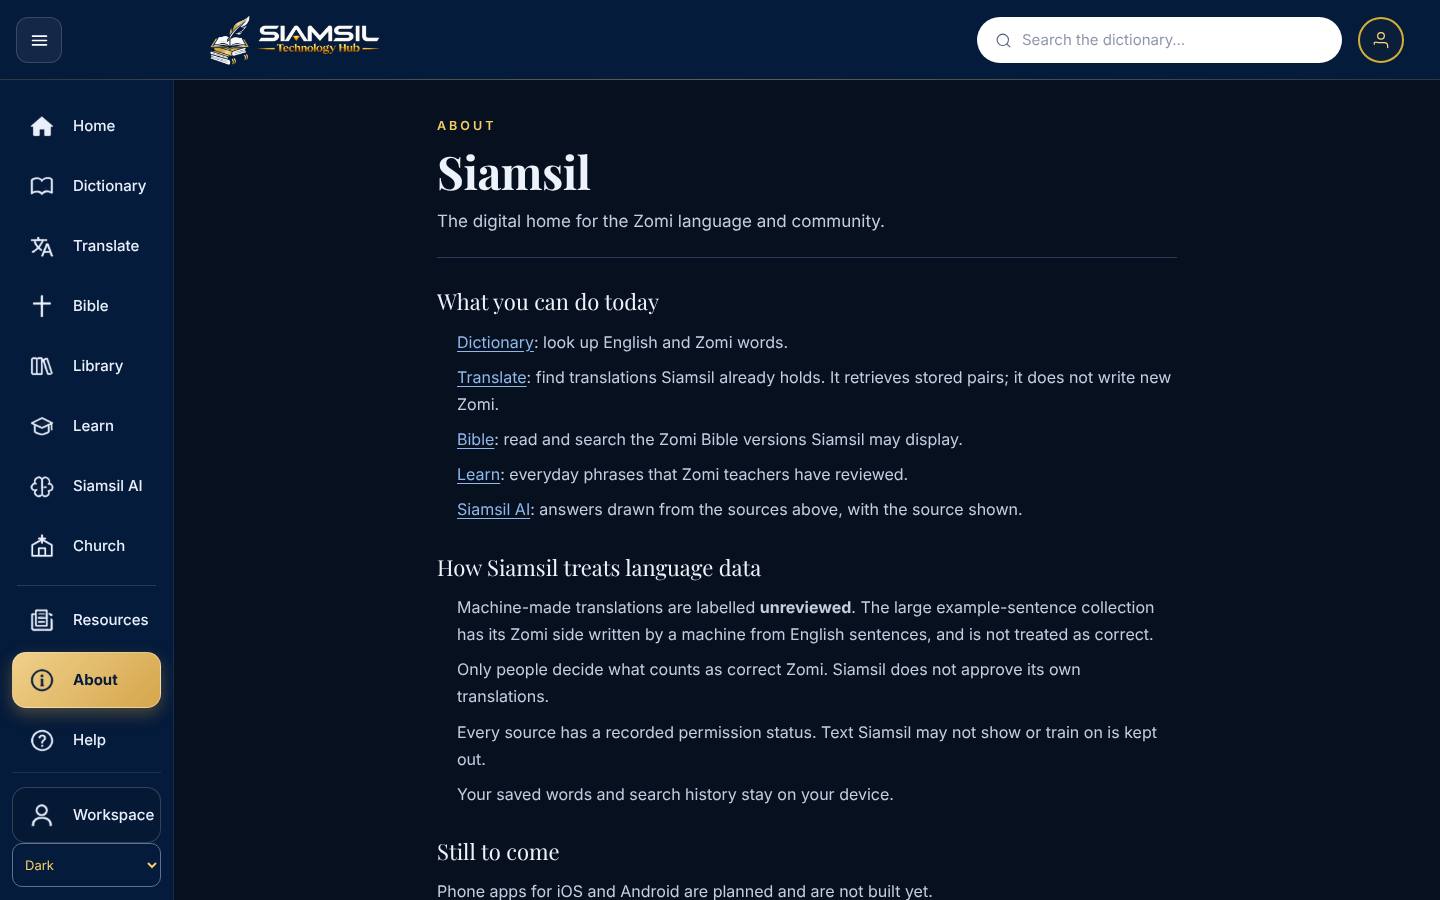 SIAMSIL
Technology Hub
Search the dictionary...
Home
Dictionary
Translate
Bible
Library
Learn
Siamsil AI
Church
Resources
About
Help
Workspace
Dark
ABOUT
Siamsil
The digital home for the Zomi language and community.
What you can do today
Dictionary: look up English and Zomi words.
Translate: find translations Siamsil already holds. It retrieves stored pairs; it does not write new
Zomi.
Bible: read and search the Zomi Bible versions Siamsil may display.
Learn: everyday phrases that Zomi teachers have reviewed.
Siamsil AI: answers drawn from the sources above, with the source shown.
How Siamsil treats language data
Machine-made translations are labelled unreviewed. The large example-sentence collection
has its Zomi side written by a machine from English sentences, and is not treated as correct.
Only people decide what counts as correct Zomi. Siamsil does not approve its own
translations.
Every source has a recorded permission status. Text Siamsil may not show or train on is kept
out.
Your saved words and search history stay on your device.
Still to come
Phone apps for iOS and Android are planned and are not built yet.